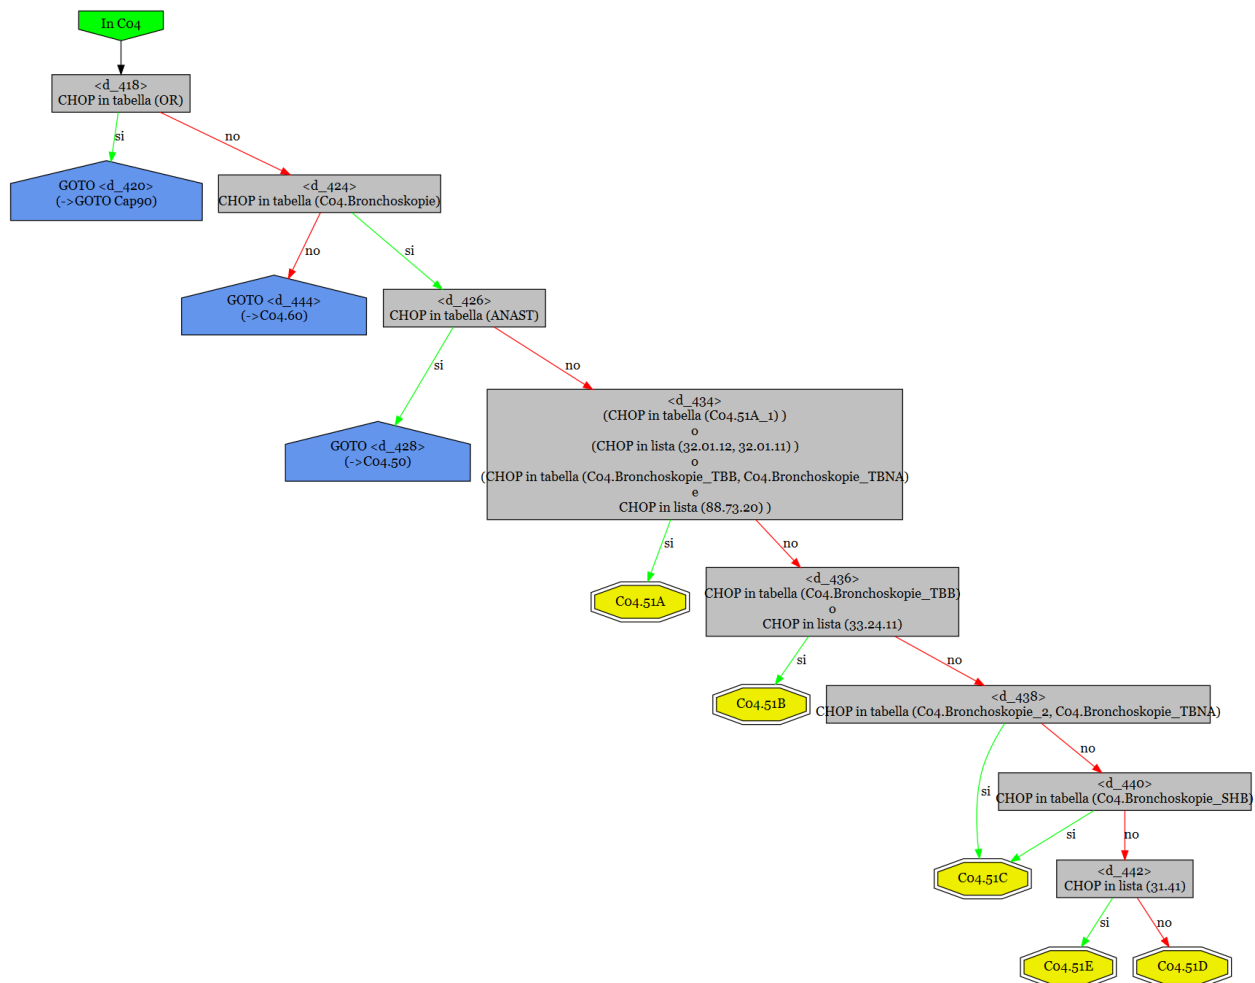 In C04
<d_418>
CHOP in tabella (OR)
si
no
GOTO <d_420>
(->GOTO Cap90)
<d_424>
CHOP in tabella (C04.Bronchoskopie)
no
si
GOTO <d_444>
(->C04.60)
<d_426>
CHOP in tabella (ANAST)
si
no
GOTO <d_428>
(->C04.50)
<d_434>
(CHOP in tabella (C04.51A_1) )
o
(CHOP in lista (32.01.12, 32.01.11) )
o
(CHOP in tabella (C04.Bronchoskopie_TBB, C04.Bronchoskopie_TBNA)
e
CHOP in lista (88.73.20) )
si
no
C04.51A
<d_436>
CHOP in tabella (C04.Bronchoskopie_TBB)
o
CHOP in lista (33.24.11)
si
no
C04.51B
<d_438>
CHOP in tabella (C04.Bronchoskopie_2, C04.Bronchoskopie_TBNA)
si
no
<d_440>
CHOP in tabella (C04.Bronchoskopie_SHB)
si
no
C04.51C
<d_442>
CHOP in lista (31.41)
si
no
C04.51E
C04.51D